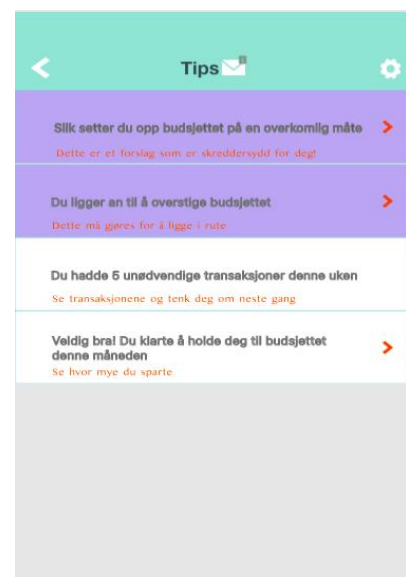 Tips
Slik setter du opp budsjettet på en overkomlig måte
Dette er et forslag som er skreddersydd for deg!
Du ligger an til å overstige budsjettet
Dette må gjøres for å ligge i rute
Du hadde 5 unødvendige transaksjoner denne uken
Se transaksjonene og tenk deg om neste gang
Veldig bra! Du klarte å holde deg til budsjettet
denne måneden
Se hvor mye du sparte